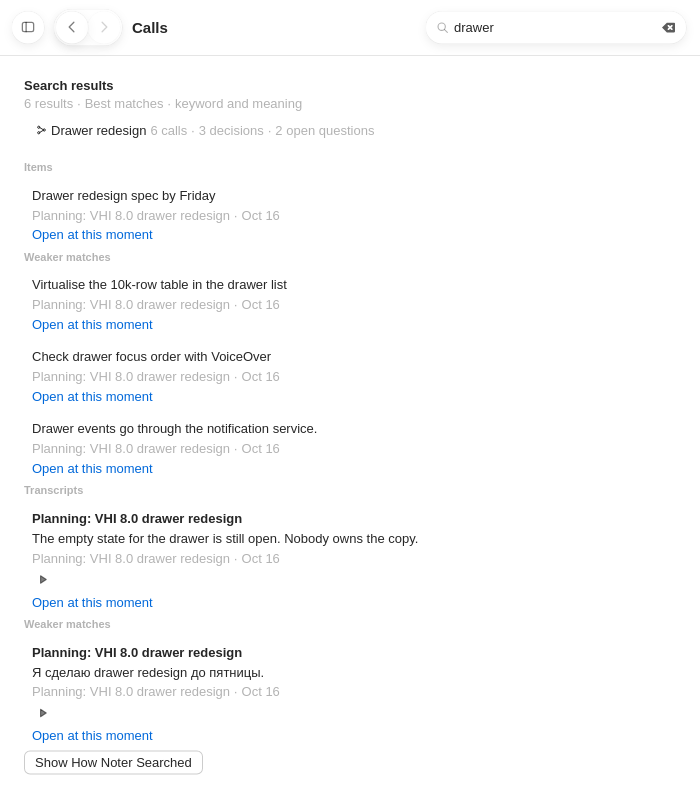 Calls
drawer
Search results
6 results · Best matches · keyword and meaning
Drawer redesign 6 calls · 3 decisions · 2 open questions
Items
Drawer redesign spec by Friday
Planning: VHI 8.0 drawer redesign · Oct 16
Open at this moment
Weaker matches
Virtualise the 10k-row table in the drawer list
Planning: VHI 8.0 drawer redesign · Oct 16
Open at this moment
Check drawer focus order with VoiceOver
Planning: VHI 8.0 drawer redesign · Oct 16
Open at this moment
Drawer events go through the notification service.
Planning: VHI 8.0 drawer redesign · Oct 16
Open at this moment
Transcripts
Planning: VHI 8.0 drawer redesign
The empty state for the drawer is still open. Nobody owns the copy.
Planning: VHI 8.0 drawer redesign · Oct 16
Open at this moment
Weaker matches
Planning: VHI 8.0 drawer redesign
Я сделаю drawer redesign до пятницы.
Planning: VHI 8.0 drawer redesign · Oct 16
Open at this moment
Show How Noter Searched